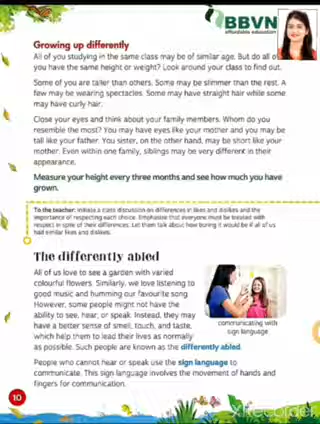 BBVN
affordable education
Growing up differently
All of you studying in the same class may be of similar age. But do all of
you have the same height or weight? Look around your class to find out.
Some of you are taller than others. Some may be slimmer than the rest. A
few may be wearing spectacles. Some may have straight hair while some
may have curly hair.
Close your eyes and think about your family members. Whom do you
resemble the most? You may have eyes like your mother and you may be
tall like your father. You sister, on the other hand, may be short like your
mother. Even within one family, siblings may be very different in their
appearance.
Measure your height every three months and see how much you have
grown.
To the teacher: Initiate a class discussion on differences in likes and dislikes and the
importance of respecting each choice. Emphasise that everyone must be treated with
respect in spite of their differences. Let them talk about how boring it would be if all of us
had similar likes and dislikes.
The differently abled
All of us love to see a garden with varied
colourful flowers. Similarly, we love listening to
good music and humming our favourite song.
However, some people might not have the
ability to see, hear, or speak. Instead, they may
have a better sense of smell, touch, and taste,
which help them to lead their lives as normally
as possible. Such people are known as the differently abled.
communicating with
sign language
People who cannot hear or speak use the sign language to
communicate. This sign language involves the movement of hands and
fingers for communication.
10